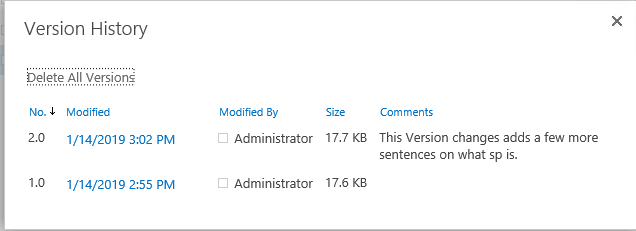 Version History
Delete All Versions
No. Modified Modified By Size Comments
2.0 1/14/2019 3:02 PM Administrator 17.7 KB This Version changes adds a few more
sentences on what sp is.
1.0 1/14/2019 2:55 PM Administrator 17.6 KB